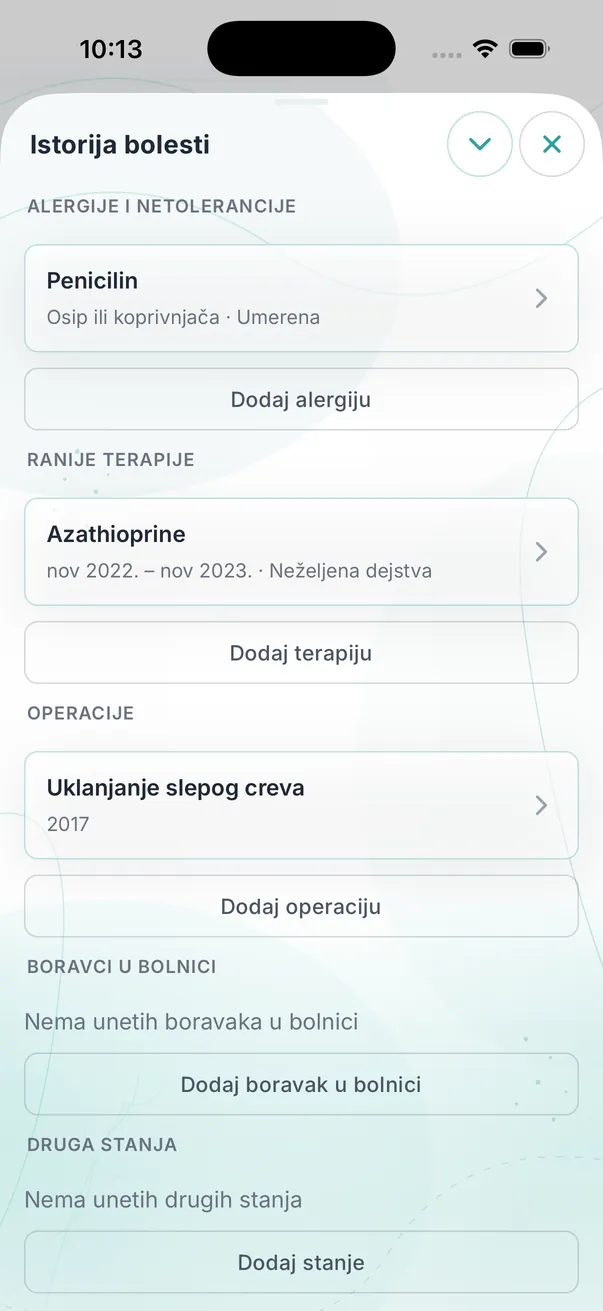 10:13
Istorija bolesti
ALERGIJE I NETOLERANCIJE
Penicilin
Osip ili koprivnjača · Umerena
Dodaj alergiju
RANIJE TERAPIJE
Azathioprine
nov 2022. – nov 2023. · Neželjena dejstva
Dodaj terapiju
OPERACIJE
Uklanjanje slepog creva
2017
Dodaj operaciju
BORAVCI U BOLNICI
Nema unetih boravaka u bolnici
Dodaj boravak u bolnici
DRUGA STANJA
Nema unetih drugih stanja
Dodaj stanje